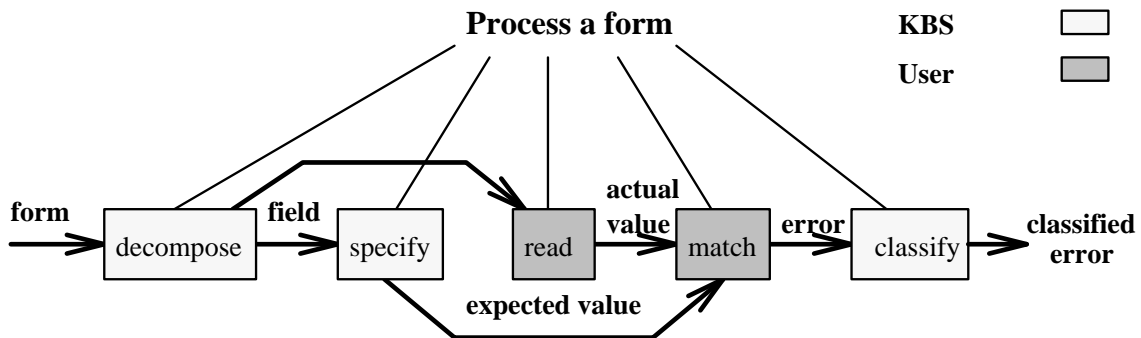 Process a form
KBS
User
form
decompose
field
specify
read
actual
value
match
error
classify
classified
error
expected value